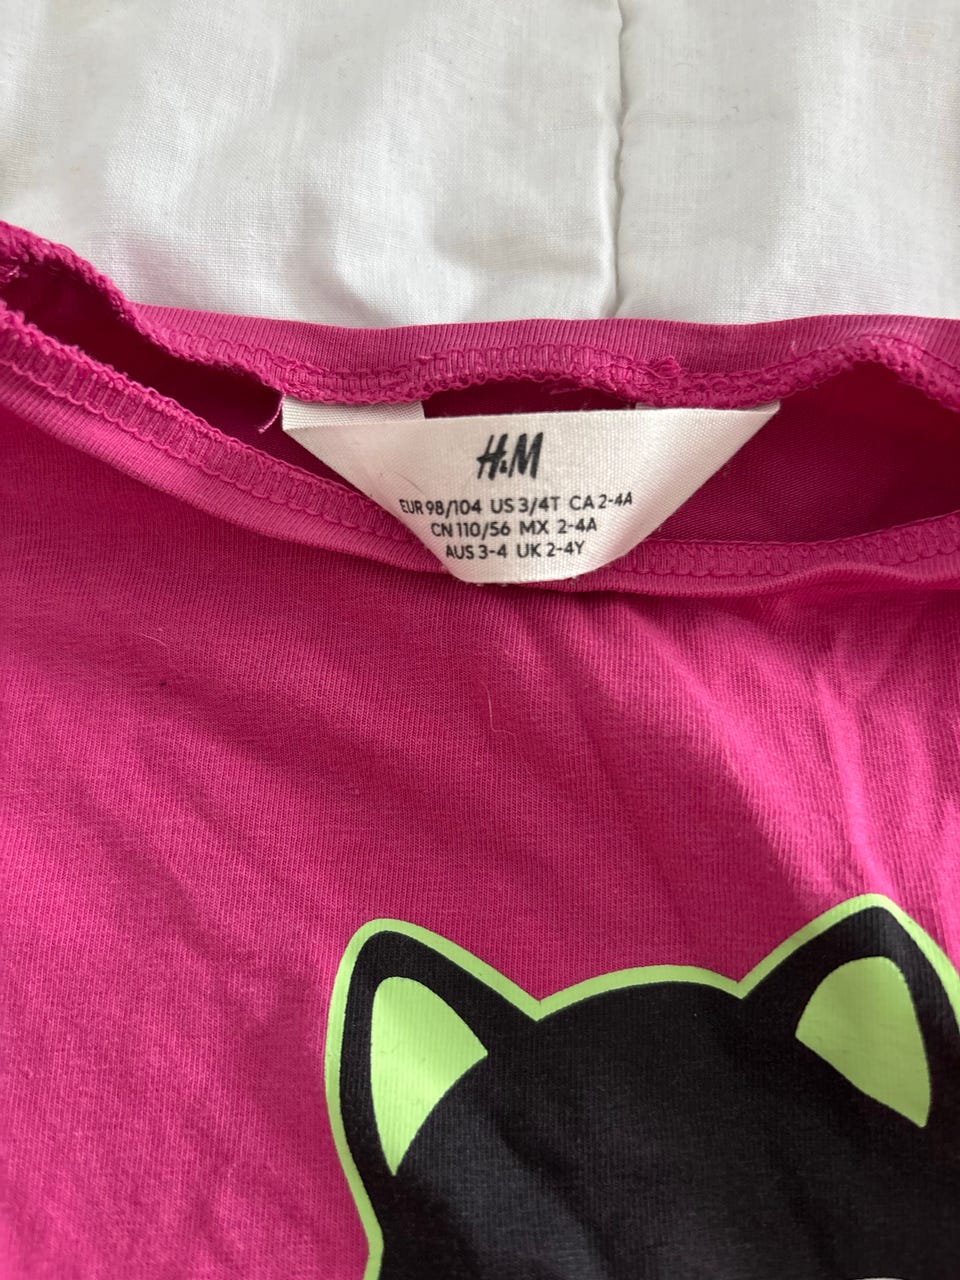 H&M
EUR 98/104 US 3/4T CA 2-4A
CN 110/56 MX 2-4A
AUS 3-4 UK 2-4Y